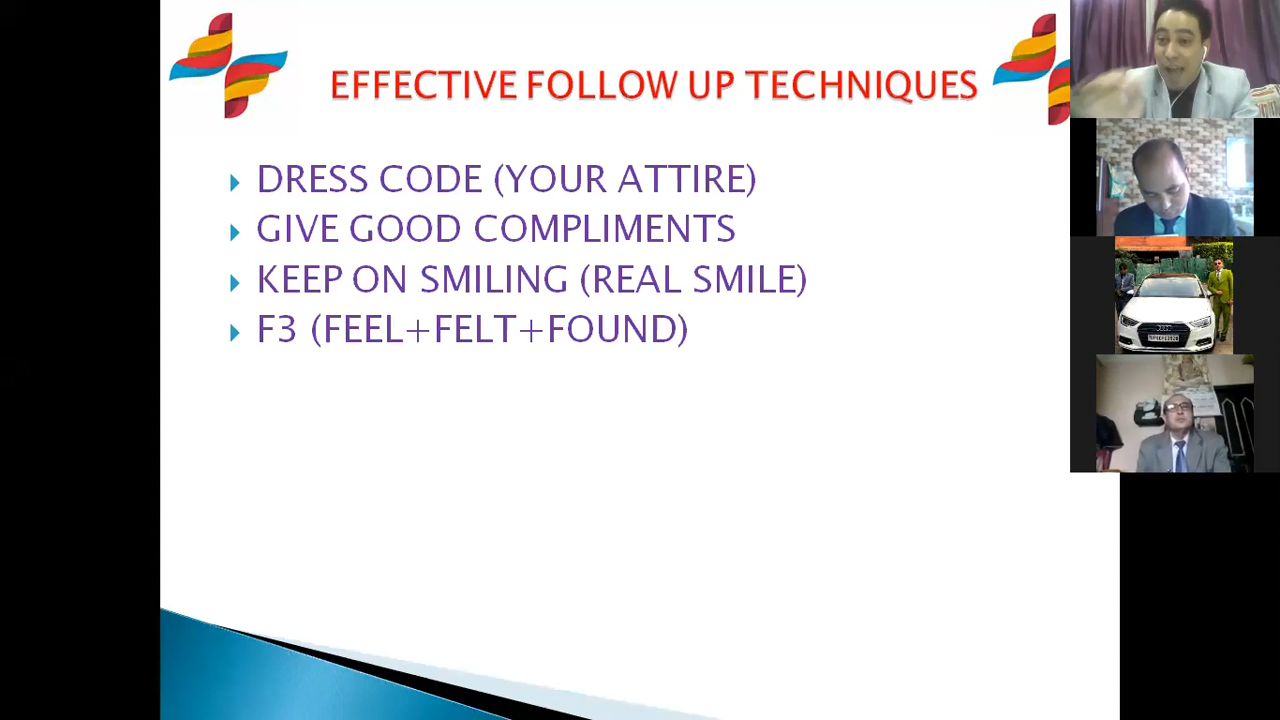 EFFECTIVE FOLLOW UP TECHNIQUES
DRESS CODE (YOUR ATTIRE)
GIVE GOOD COMPLIMENTS
KEEP ON SMILING (REAL SMILE)
F3 (FEEL+FELT+FOUND)